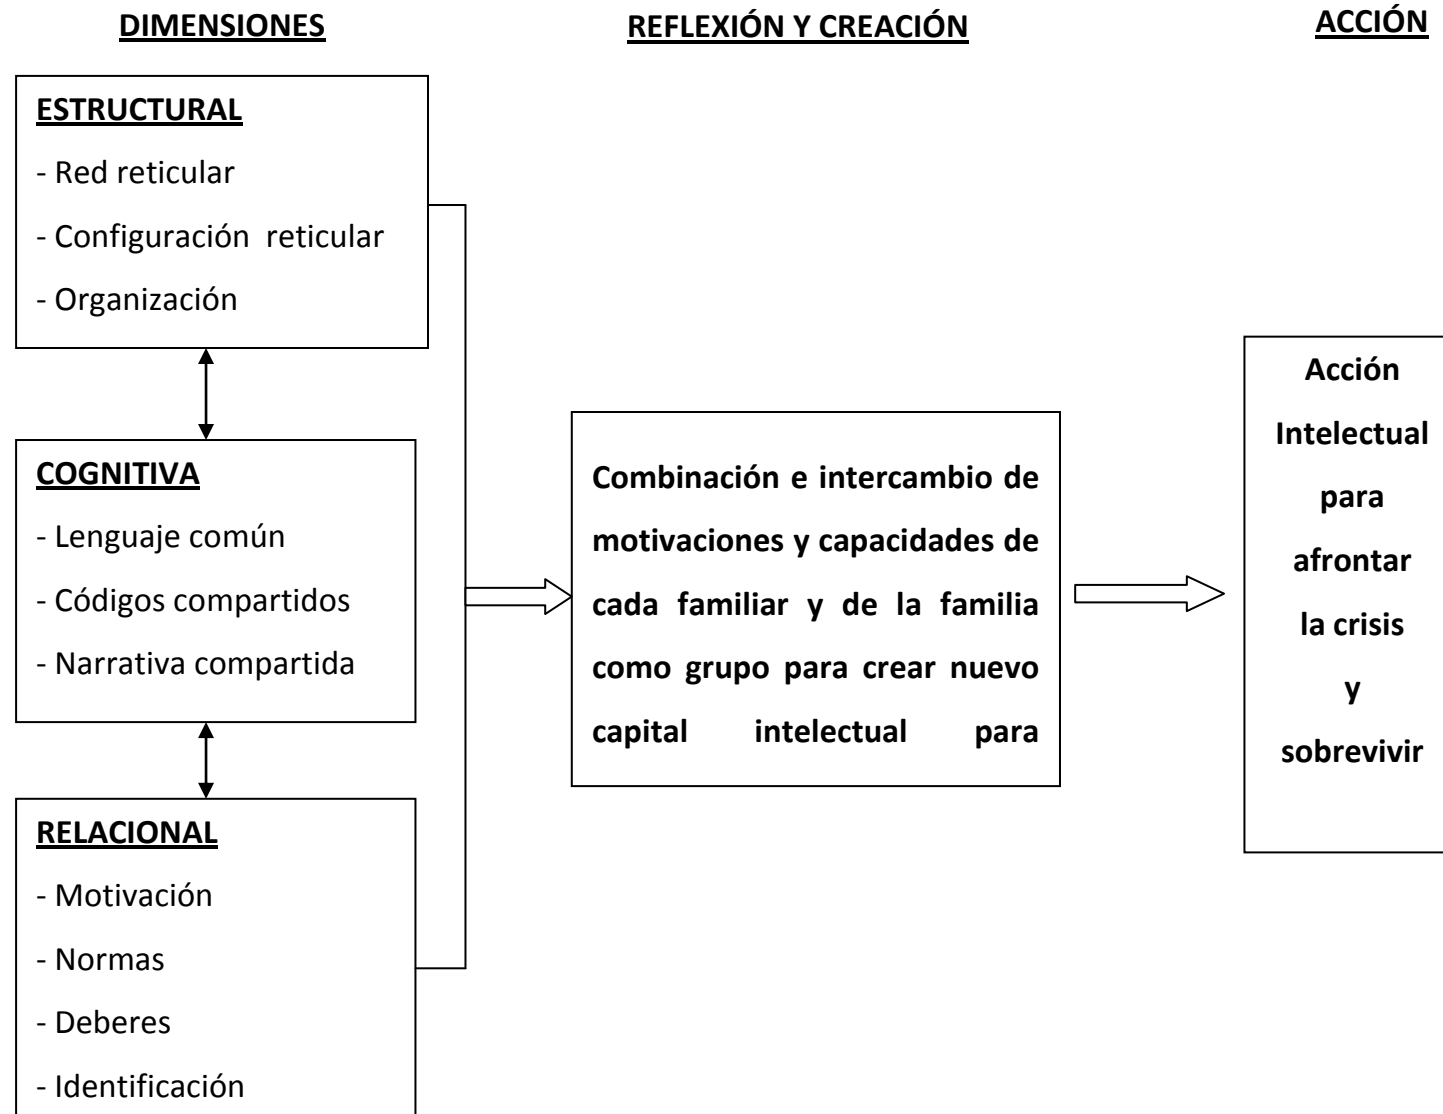 DIMENSIONES
REFLEXIÓN Y CREACIÓN
ACCIÓN
ESTRUCTURAL
- Red reticular
- Configuración reticular
- Organización
COGNITIVA
- Lenguaje común
- Códigos compartidos
- Narrativa compartida
RELACIONAL
- Motivación
- Normas
- Deberes
- Identificación
Combinación e intercambio de
motivaciones y capacidades de
cada familiar y de la familia
como grupo para crear nuevo
capital intelectual para
Acción
Intelectual
para
afrontar
la crisis
y
sobrevivir